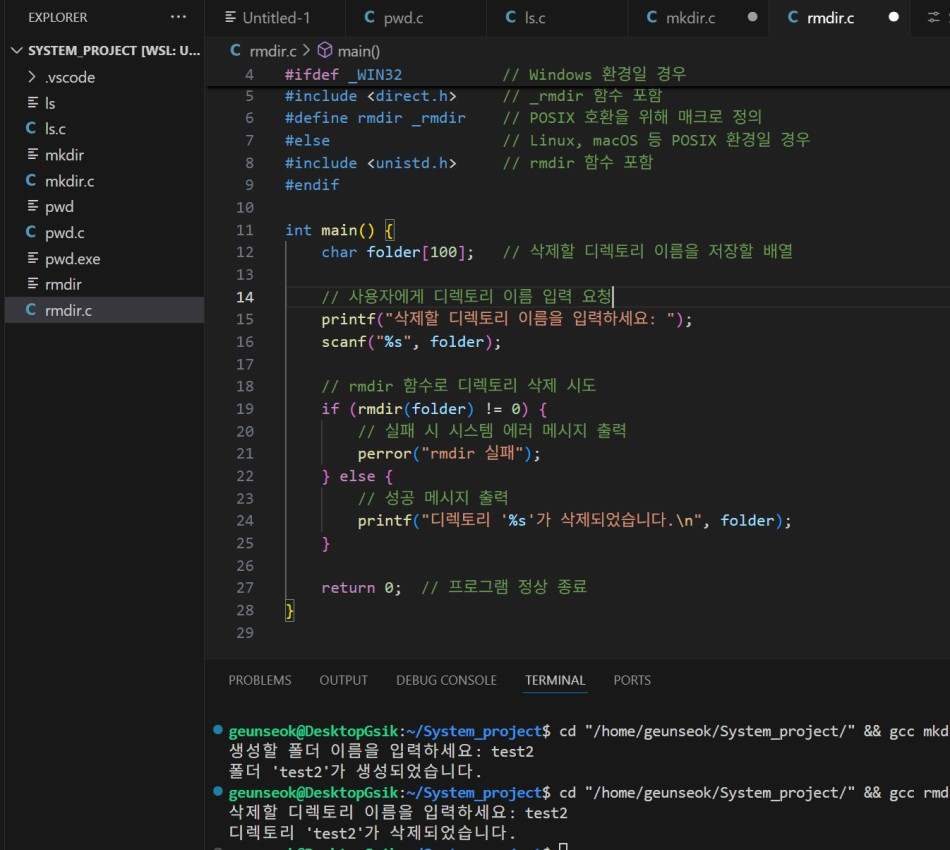 EXPLORER ···
SYSTEM_PROJECT [WSL: U...
.vscode
ls
ls.c
mkdir
mkdir.c
pwd
pwd.c
pwd.exe
rmdir
rmdir.c
Untitled-1 pwd.c ls.c mkdir.c rmdir.c
rmdir.c > main()
4 #ifdef _WIN32 // Windows 환경일 경우
5 #include <direct.h> // _rmdir 함수 포함
6 #define rmdir _rmdir // POSIX 호환을 위해 매크로 정의
7 #else // Linux, macOS 등 POSIX 환경일 경우
8 #include <unistd.h> // rmdir 함수 포함
9 #endif
10
11 int main() {
12 char folder[100]; // 삭제할 디렉토리 이름을 저장할 배열
13
14 // 사용자에게 디렉토리 이름 입력 요청
15 printf("삭제할 디렉토리 이름을 입력하세요: ");
16 scanf("%s", folder);
17
18 // rmdir 함수로 디렉토리 삭제 시도
19 if (rmdir(folder) != 0) {
20 // 실패 시 시스템 에러 메시지 출력
21 perror("rmdir 실패");
22 } else {
23 // 성공 메시지 출력
24 printf("디렉토리 '%s'가 삭제되었습니다.\n", folder);
25 }
26
27 return 0; // 프로그램 정상 종료
28 }
29
PROBLEMS OUTPUT DEBUG CONSOLE TERMINAL PORTS
geunseok@DesktopGsik:~/System_project$ cd "/home/geunseok/System_project/" && gcc mkd
생성할 폴더 이름을 입력하세요: test2
폴더 'test2'가 생성되었습니다.
geunseok@DesktopGsik:~/System_project$ cd "/home/geunseok/System_project/" && gcc rmd
삭제할 디렉토리 이름을 입력하세요: test2
디렉토리 'test2'가 삭제되었습니다.